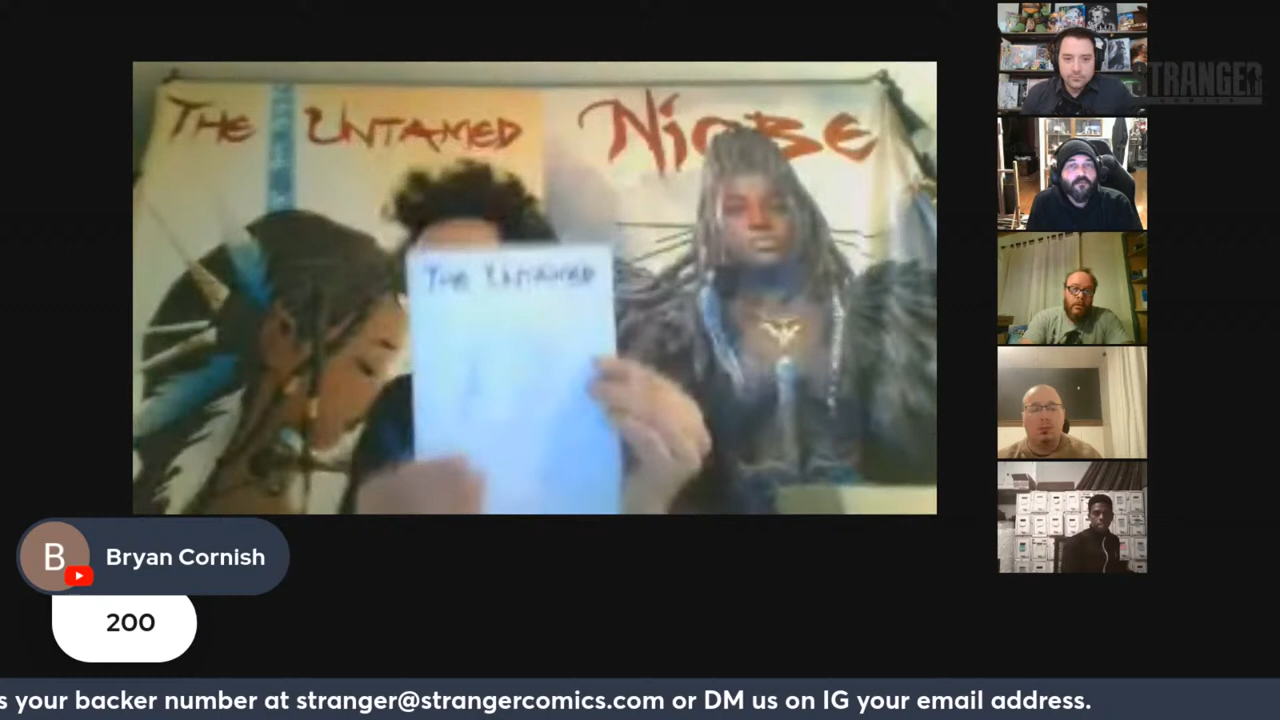 THE UNTAMED
NIOBE
THE UNTAMED
STRANGER
COMICS
B
Bryan Cornish
200
s your backer number at stranger@strangercomics.com or DM us on IG your email address.